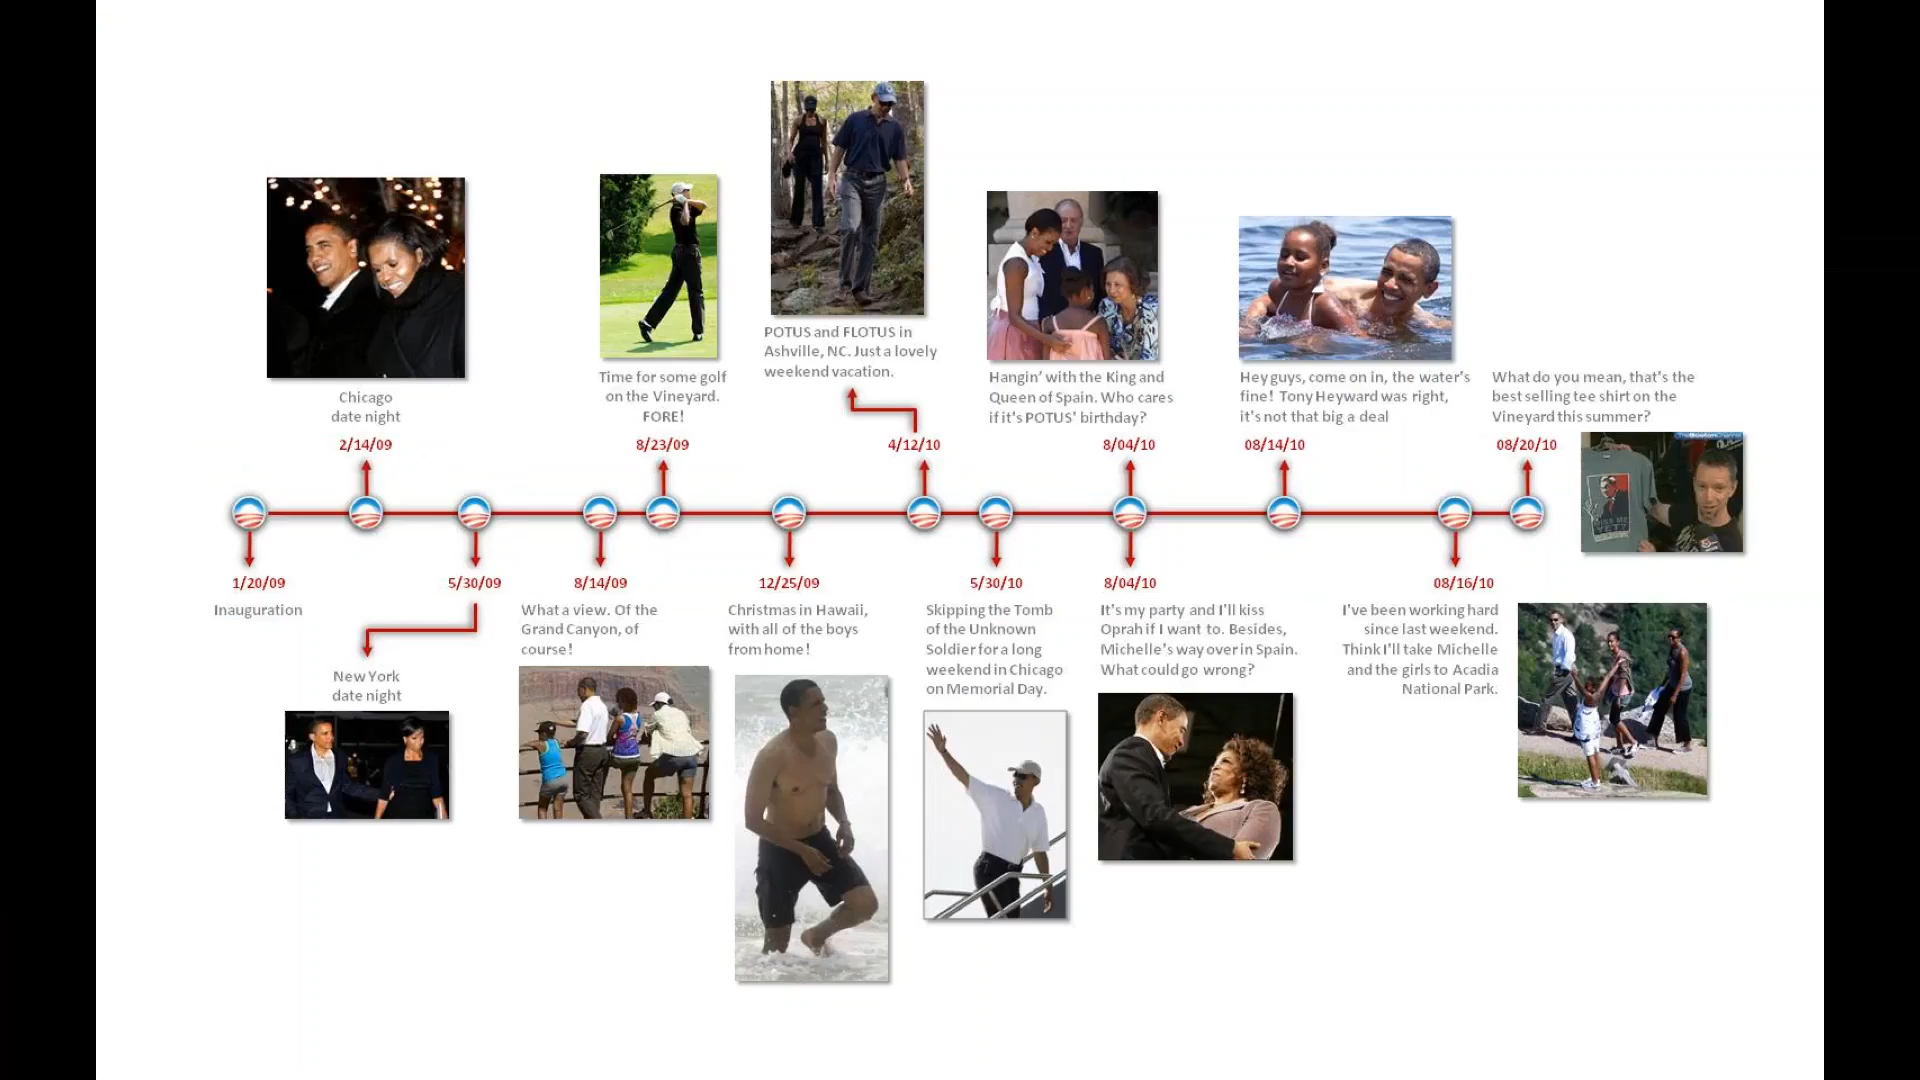 POTUS and FLOTUS in
Ashville, NC. Just a lovely
weekend vacation.
Chicago
date night
2/14/09
Time for some golf
on the Vineyard.
FORE!
8/23/09
4/12/10
Hangin' with the King and
Queen of Spain. Who cares
if it's POTUS' birthday?
8/04/10
Hey guys, come on in, the water's
fine! Tony Heyward was right,
it's not that big a deal
08/14/10
What do you mean, that's the
best selling tee shirt on the
Vineyard this summer?
08/20/10
TheBostonChannel
MISS ME
YET?
1/20/09
Inauguration
5/30/09
New York
date night
8/14/09
What a view. Of the
Grand Canyon, of
course!
12/25/09
Christmas in Hawaii,
with all of the boys
from home!
5/30/10
Skipping the Tomb
of the Unknown
Soldier for a long
weekend in Chicago
on Memorial Day.
8/04/10
It's my party and I'll kiss
Oprah if I want to. Besides,
Michelle's way over in Spain.
What could go wrong?
08/16/10
I've been working hard
since last weekend.
Think I'll take Michelle
and the girls to Acadia
National Park.